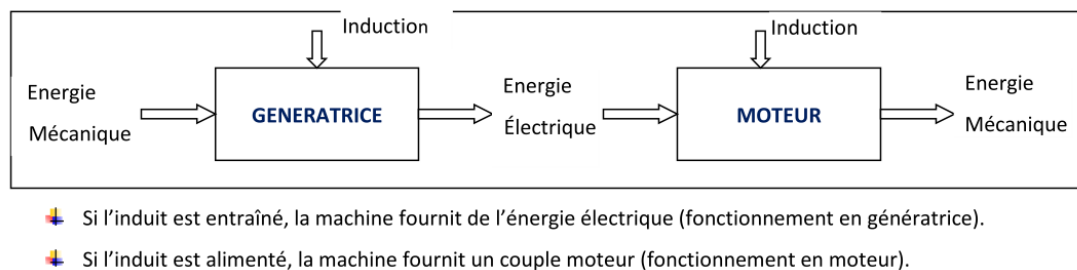 Induction
Induction
Energie
Mécanique
GENERATRICE
Energie
Électrique
MOTEUR
Energie
Mécanique
Si l'induit est entraîné, la machine fournit de l'énergie électrique (fonctionnement en génératrice).
Si l'induit est alimenté, la machine fournit un couple moteur (fonctionnement en moteur).